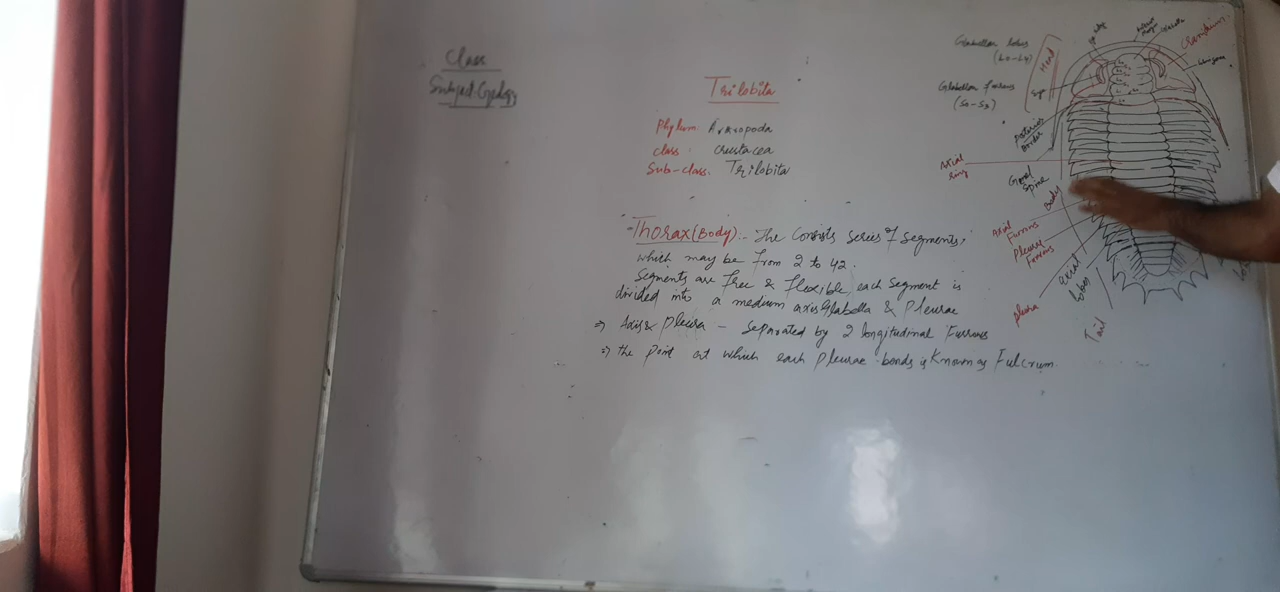 Class
Subject:Geology
Trilobita
Phylum. Arthropoda
class. Crustacea
Sub-class. Trilobita
Thorax(Body):- The Consists series of segments,
which may be from 2 to 42.
Segments are free & flexible, each segment is
divided into a medium axis Glabella & Pleurae
⇒ Axis & Pleura - Separated by 2 longitudinal Furrows
⇒ the Point at which each Pleurae bends is Known as Fulcrum.
Glabellar lobes
(L0-L4)
Glabellar furrows
(S0-S3)
Head
Eye
Cranidium.
Posterior
border
Axial
ring
Genal
Spine
Body
Axial
Furrows
Pleural
Furrows
axial
lobes
pleura
Tail